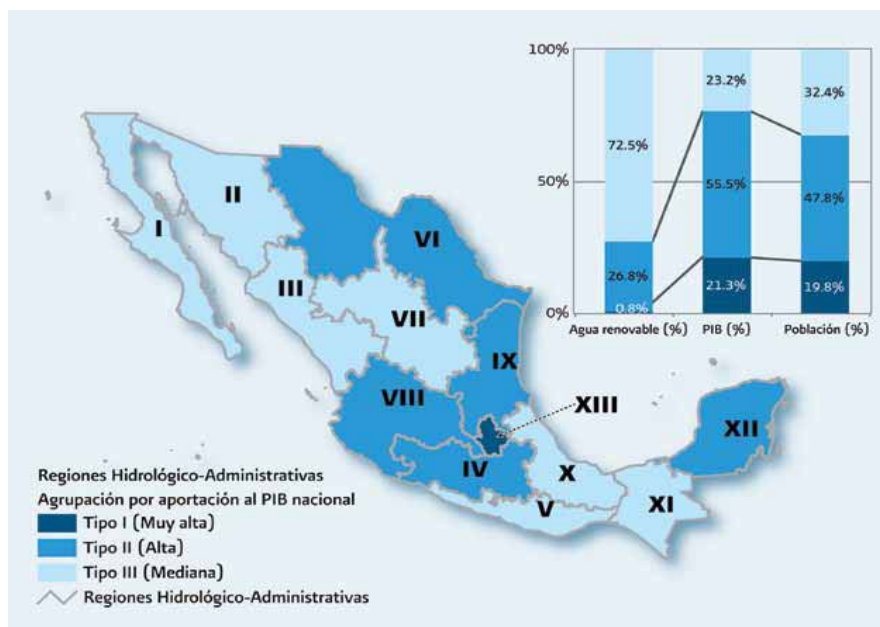 100%
23.2%
32.4%
72.5%
50%
55.5%
47.8%
26.8%
21.3%
19.8%
0.8%
0%
Agua renovable (%)
PIB (%)
Población (%)
I
II
III
VI
VII
IX
VIII
XIII
XII
IV
X
V
XI
Regiones Hidrológico-Administrativas
Agrupación por aportación al PIB nacional
Tipo I (Muy alta)
Tipo II (Alta)
Tipo III (Mediana)
Regiones Hidrológico-Administrativas